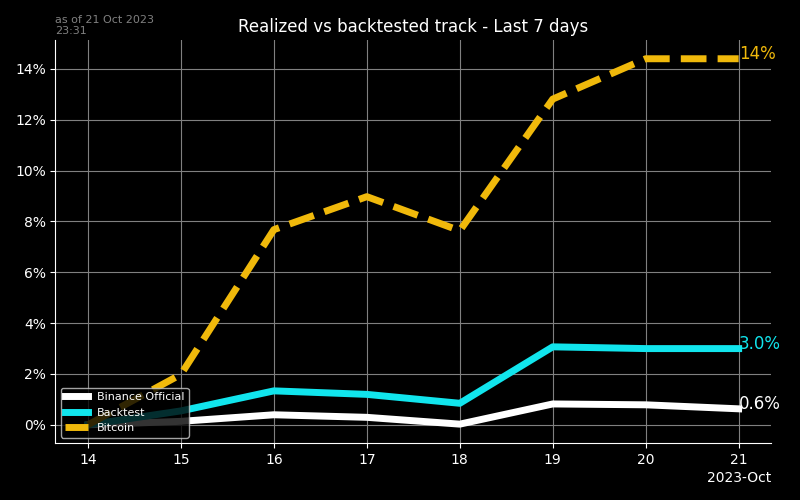 as of 21 Oct 2023
23:31
Realized vs backtested track - Last 7 days
14%
12%
10%
8%
6%
4%
2%
0%
14%
3.0%
0.6%
Binance Official
Backtest
Bitcoin
14 15 16 17 18 19 20 21
2023-Oct